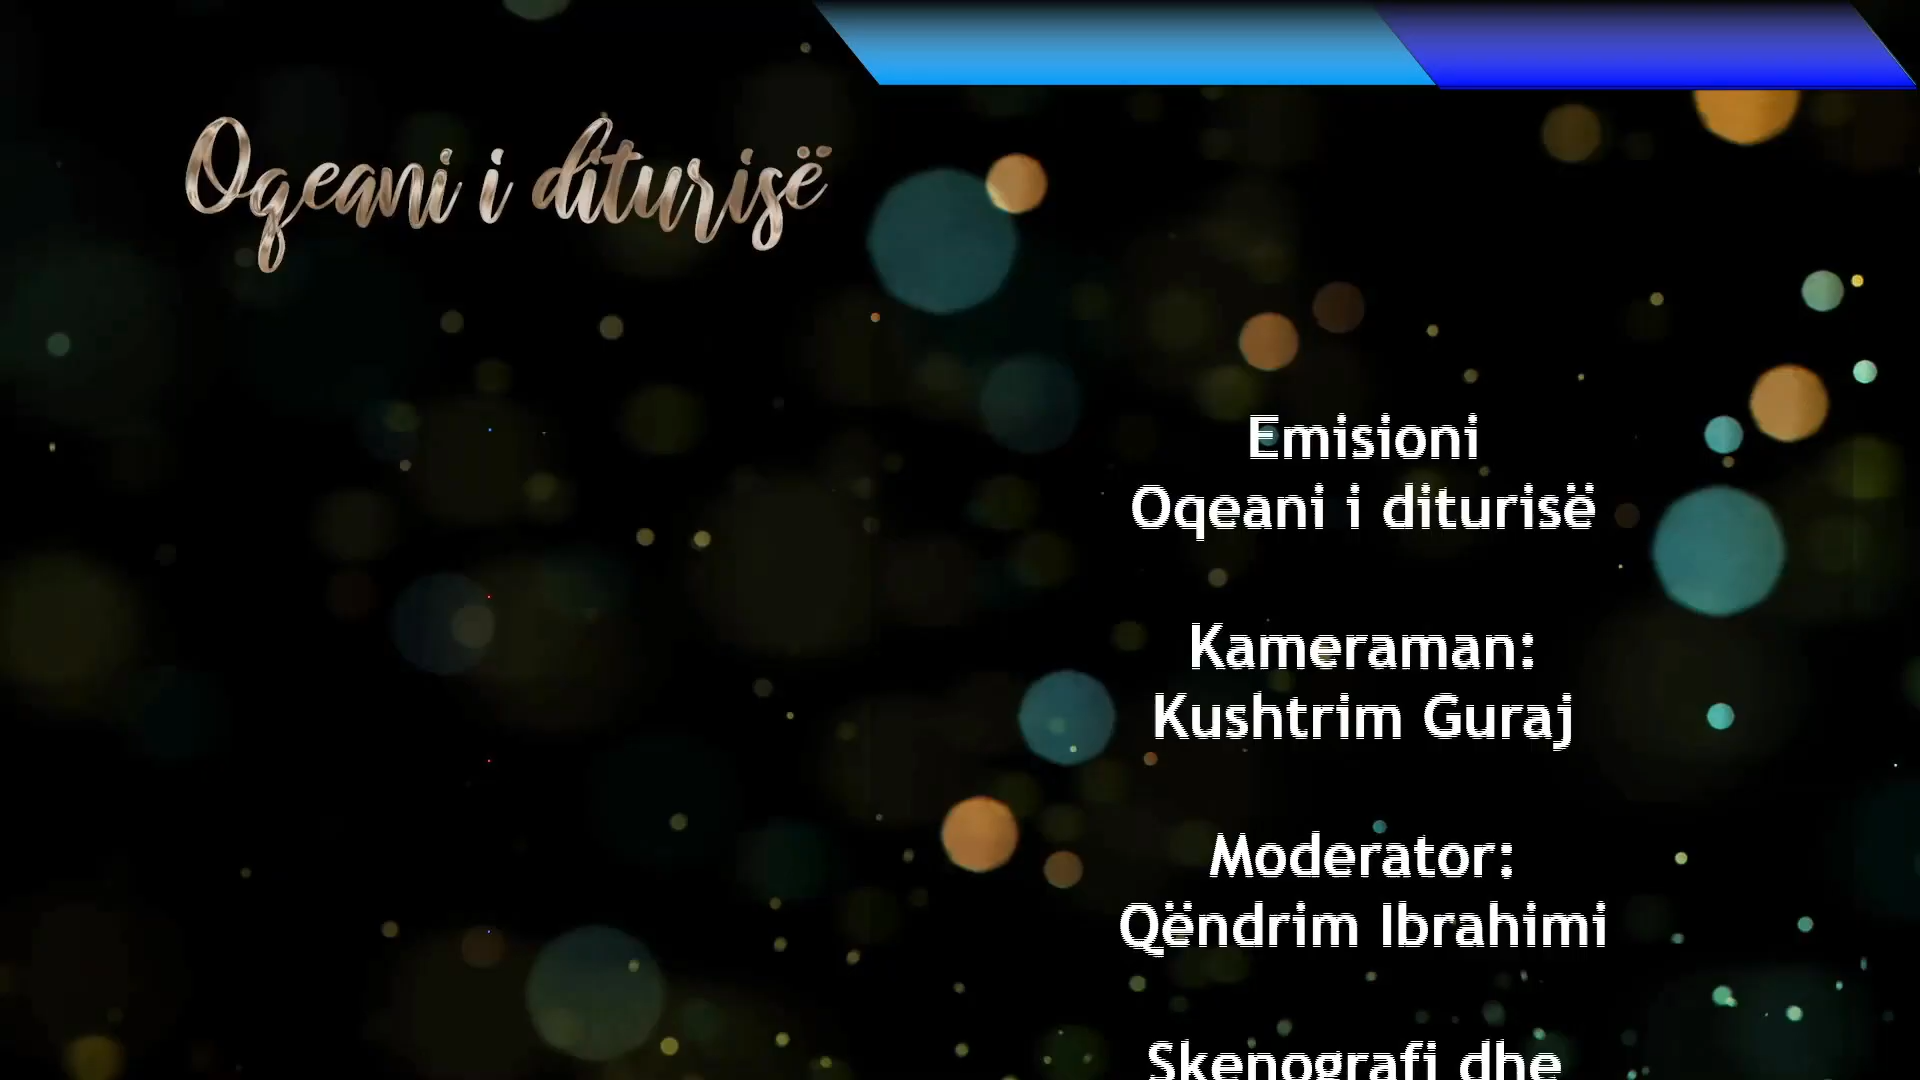 Oqeani i diturisë
Emisioni
Oqeani i diturisë
Kameraman:
Kushtrim Guraj
Moderator:
Qëndrim Ibrahimi
Skenografi dhe